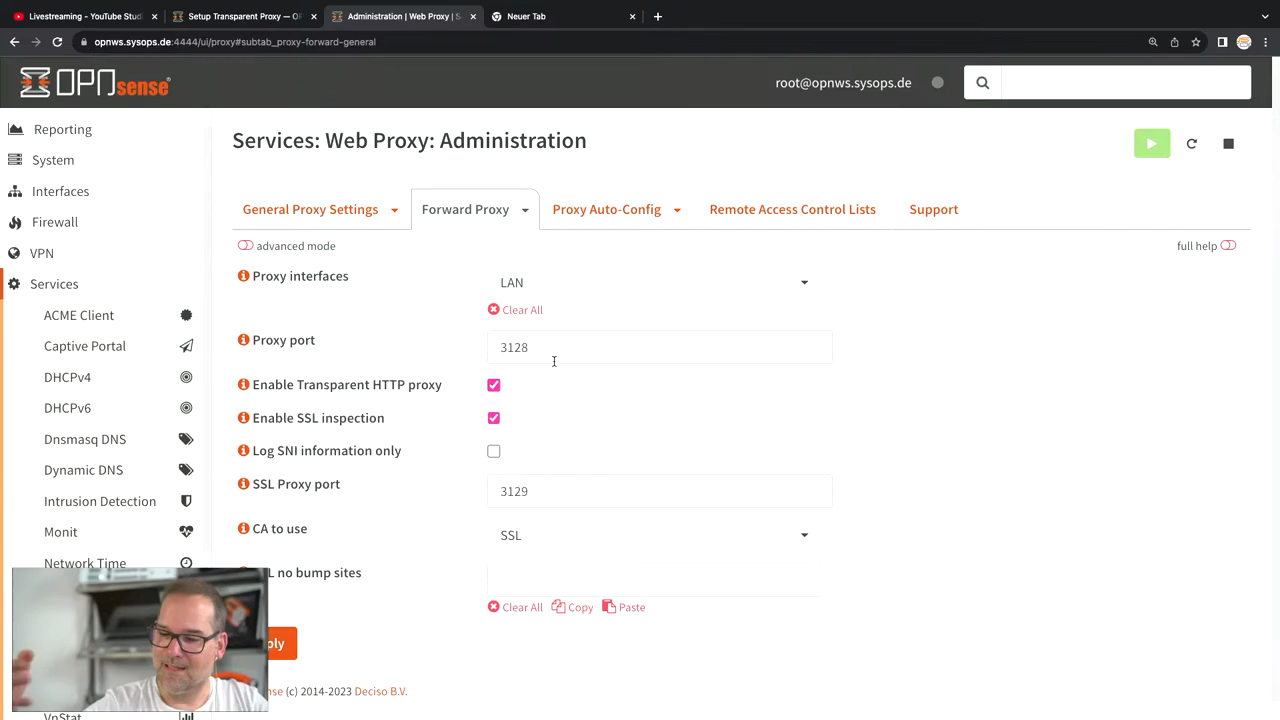 Livestreaming - YouTube Studi
Setup Transparent Proxy — O
Administration | Web Proxy | S
Neuer Tab
opnws.sysops.de:4444/ui/proxy#subtab_proxy-forward-general
OPNsense
root@opnws.sysops.de
Reporting
System
Interfaces
Firewall
VPN
Services
ACME Client
Captive Portal
DHCPv4
DHCPv6
Dnsmasq DNS
Dynamic DNS
Intrusion Detection
Monit
Network Time
VnStat
Services: Web Proxy: Administration
General Proxy Settings
Forward Proxy
Proxy Auto-Config
Remote Access Control Lists
Support
advanced mode
full help
Proxy interfaces
LAN
Clear All
Proxy port
3128
Enable Transparent HTTP proxy
Enable SSL inspection
Log SNI information only
SSL Proxy port
3129
CA to use
SSL
L no bump sites
Clear All Copy Paste
ply
nse (c) 2014-2023 Deciso B.V.